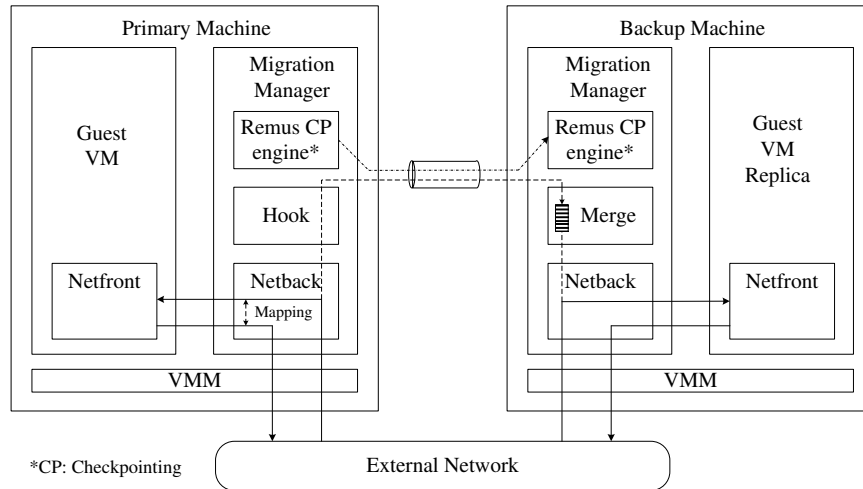 Primary Machine
Guest
VM
Netfront
Migration
Manager
Remus CP
engine*
Hook
Netback
Mapping
VMM
Backup Machine
Migration
Manager
Remus CP
engine*
Merge
Netback
Guest
VM
Replica
Netfront
VMM
*CP: Checkpointing
External Network